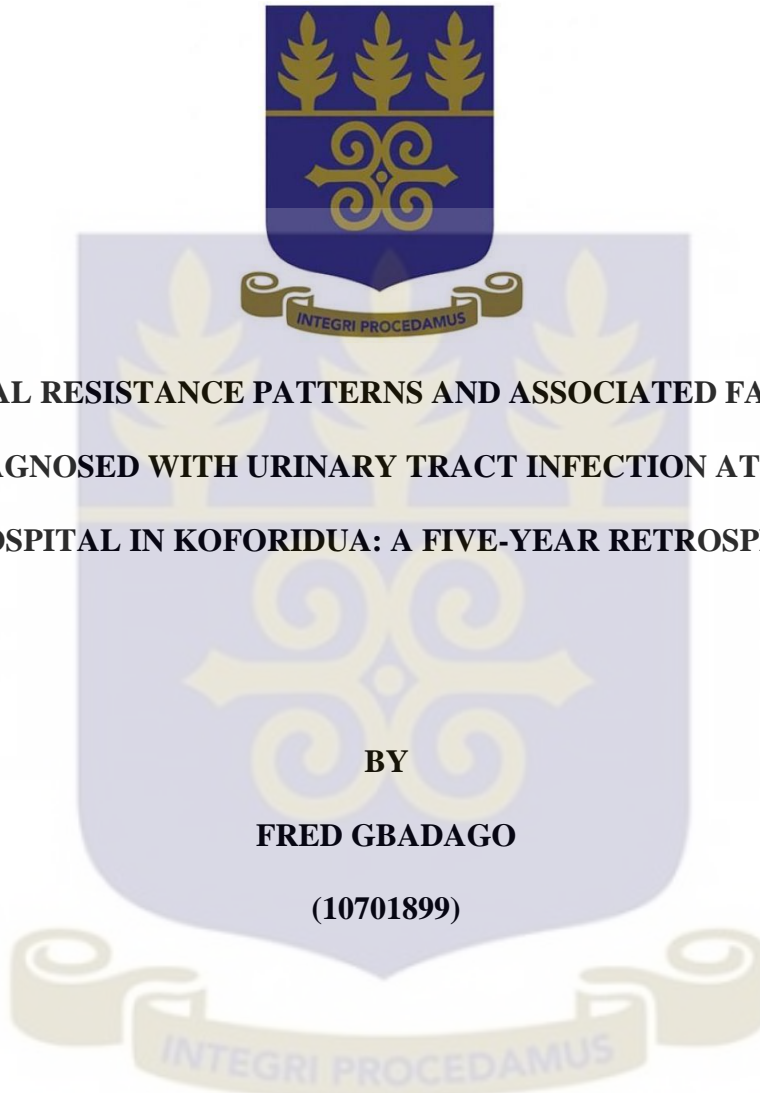 INTEGRI PROCEDAMUS
AL RESISTANCE PATTERNS AND ASSOCIATED FA
AGNOSED WITH URINARY TRACT INFECTION AT
OSPITAL IN KOFORIDUA: A FIVE-YEAR RETROSP
BY
FRED GBADAGO
(10701899)
INTEGRI PROCEDAMUS